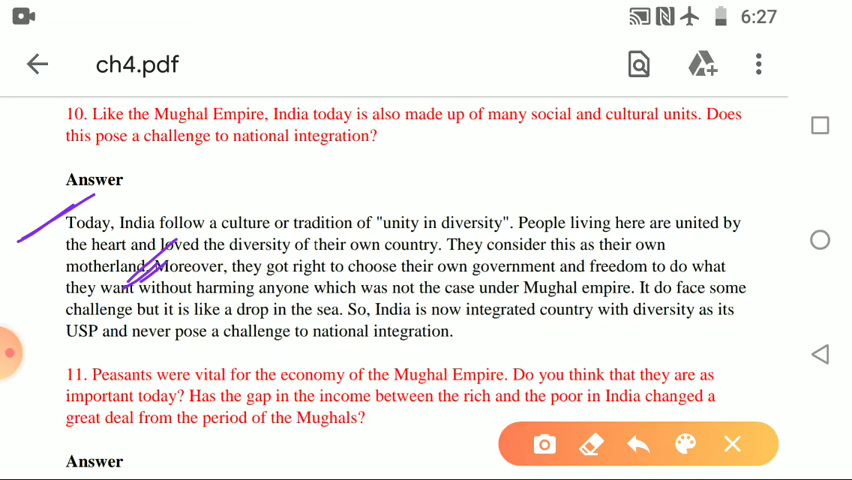 6:27
ch4.pdf
10. Like the Mughal Empire, India today is also made up of many social and cultural units. Does
this pose a challenge to national integration?
Answer
Today, India follow a culture or tradition of "unity in diversity". People living here are united by
the heart and loved the diversity of their own country. They consider this as their own
motherland. Moreover, they got right to choose their own government and freedom to do what
they want without harming anyone which was not the case under Mughal empire. It do face some
challenge but it is like a drop in the sea. So, India is now integrated country with diversity as its
USP and never pose a challenge to national integration.
11. Peasants were vital for the economy of the Mughal Empire. Do you think that they are as
important today? Has the gap in the income between the rich and the poor in India changed a
great deal from the period of the Mughals?
Answer